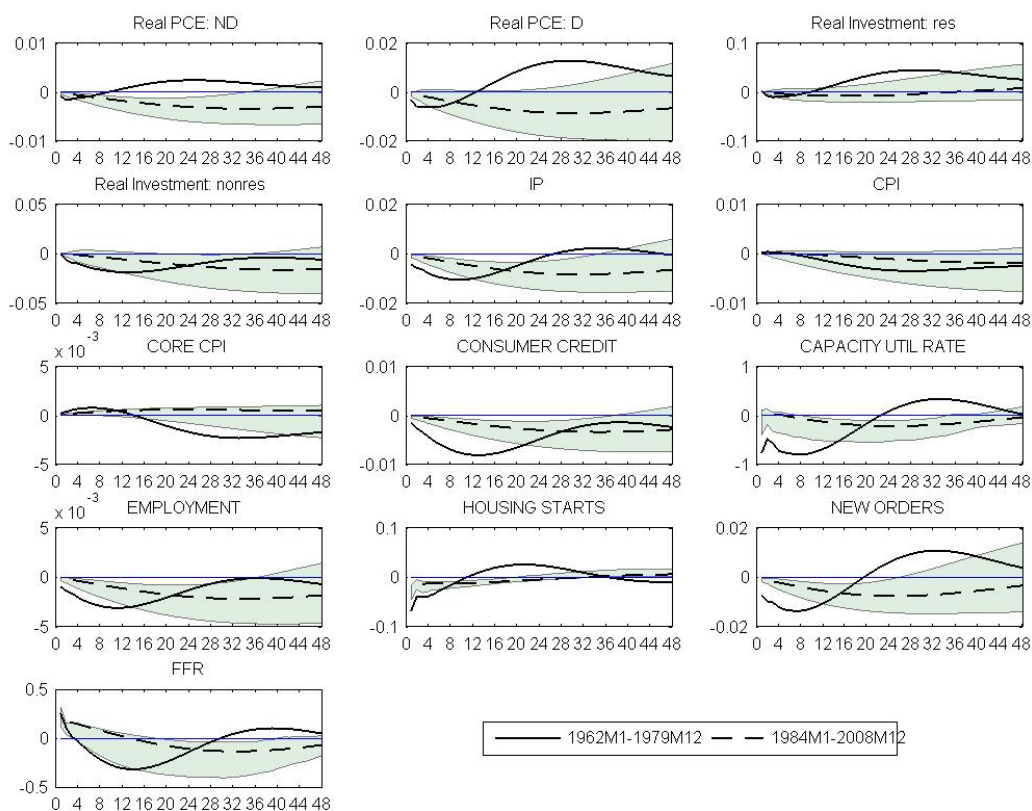 Real PCE: ND Real PCE: D Real Investment: res
0.01 0.02 0.1
0 0 0
-0.01 -0.02 -0.1
0 4 8 12 16 20 24 28 32 36 40 44 48 0 4 8 12 16 20 24 28 32 36 40 44 48 0 4 8 12 16 20 24 28 32 36 40 44 48
Real Investment: nonres IP CPI
0.05 0.02 0.01
0 0 0
-0.05 -0.02 -0.01
0 4 8 12 16 20 24 28 32 36 40 44 48 0 4 8 12 16 20 24 28 32 36 40 44 48 0 4 8 12 16 20 24 28 32 36 40 44 48
x 10-3 CORE CPI CONSUMER CREDIT CAPACITY UTIL RATE
5 0.01 1
0 0 0
-5 -0.01 -1
0 4 8 12 16 20 24 28 32 36 40 44 48 0 4 8 12 16 20 24 28 32 36 40 44 48 0 4 8 12 16 20 24 28 32 36 40 44 48
x 10-3 EMPLOYMENT HOUSING STARTS NEW ORDERS
5 0.1 0.02
0 0 0
-5 -0.1 -0.02
0 4 8 12 16 20 24 28 32 36 40 44 48 0 4 8 12 16 20 24 28 32 36 40 44 48 0 4 8 12 16 20 24 28 32 36 40 44 48
FFR
0.5
0
-0.5
0 4 8 12 16 20 24 28 32 36 40 44 48
1962M1-1979M12 1984M1-2008M12